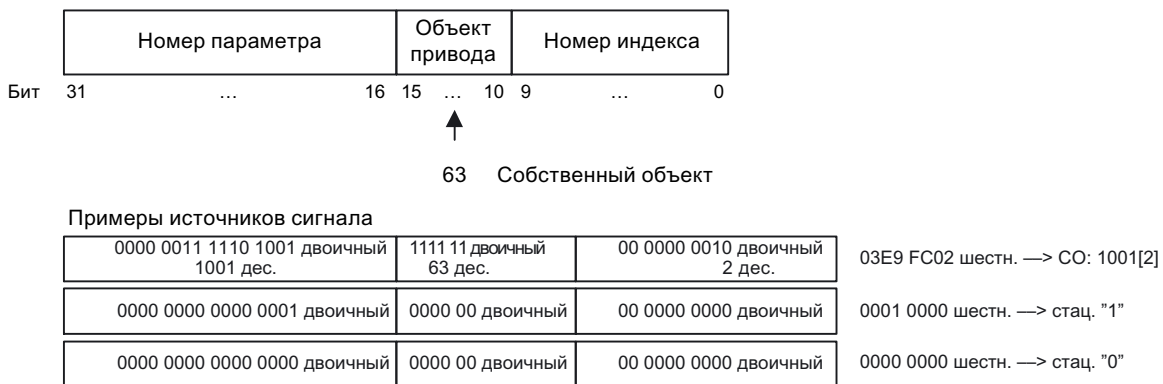 Номер параметра Объект привода Номер индекса
Бит 31 … 16 15 … 10 9 … 0
63 Собственный объект
Примеры источников сигнала
0000 0011 1110 1001 двоичный 1111 11 двоичный 00 0000 0010 двоичный
1001 дес. 63 дес. 2 дес.
03E9 FC02 шестн. —> CO: 1001[2]
0000 0000 0000 0001 двоичный 0000 00 двоичный 00 0000 0000 двоичный 0001 0000 шестн. —> стац. ”1”
0000 0000 0000 0000 двоичный 0000 00 двоичный 00 0000 0000 двоичный 0000 0000 шестн. —> стац. ”0”